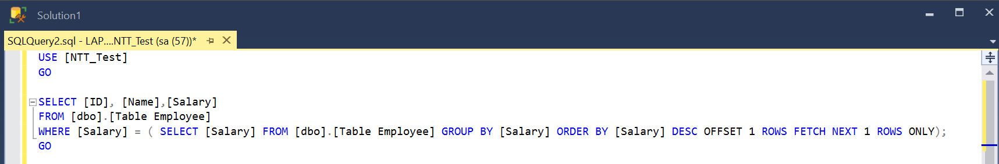 Solution1
SQLQuery2.sql - LAP....NTT_Test (sa (57))*
USE [NTT_Test]
GO
SELECT [ID], [Name],[Salary]
FROM [dbo].[Table Employee]
WHERE [Salary] = ( SELECT [Salary] FROM [dbo].[Table Employee] GROUP BY [Salary] ORDER BY [Salary] DESC OFFSET 1 ROWS FETCH NEXT 1 ROWS ONLY);
GO